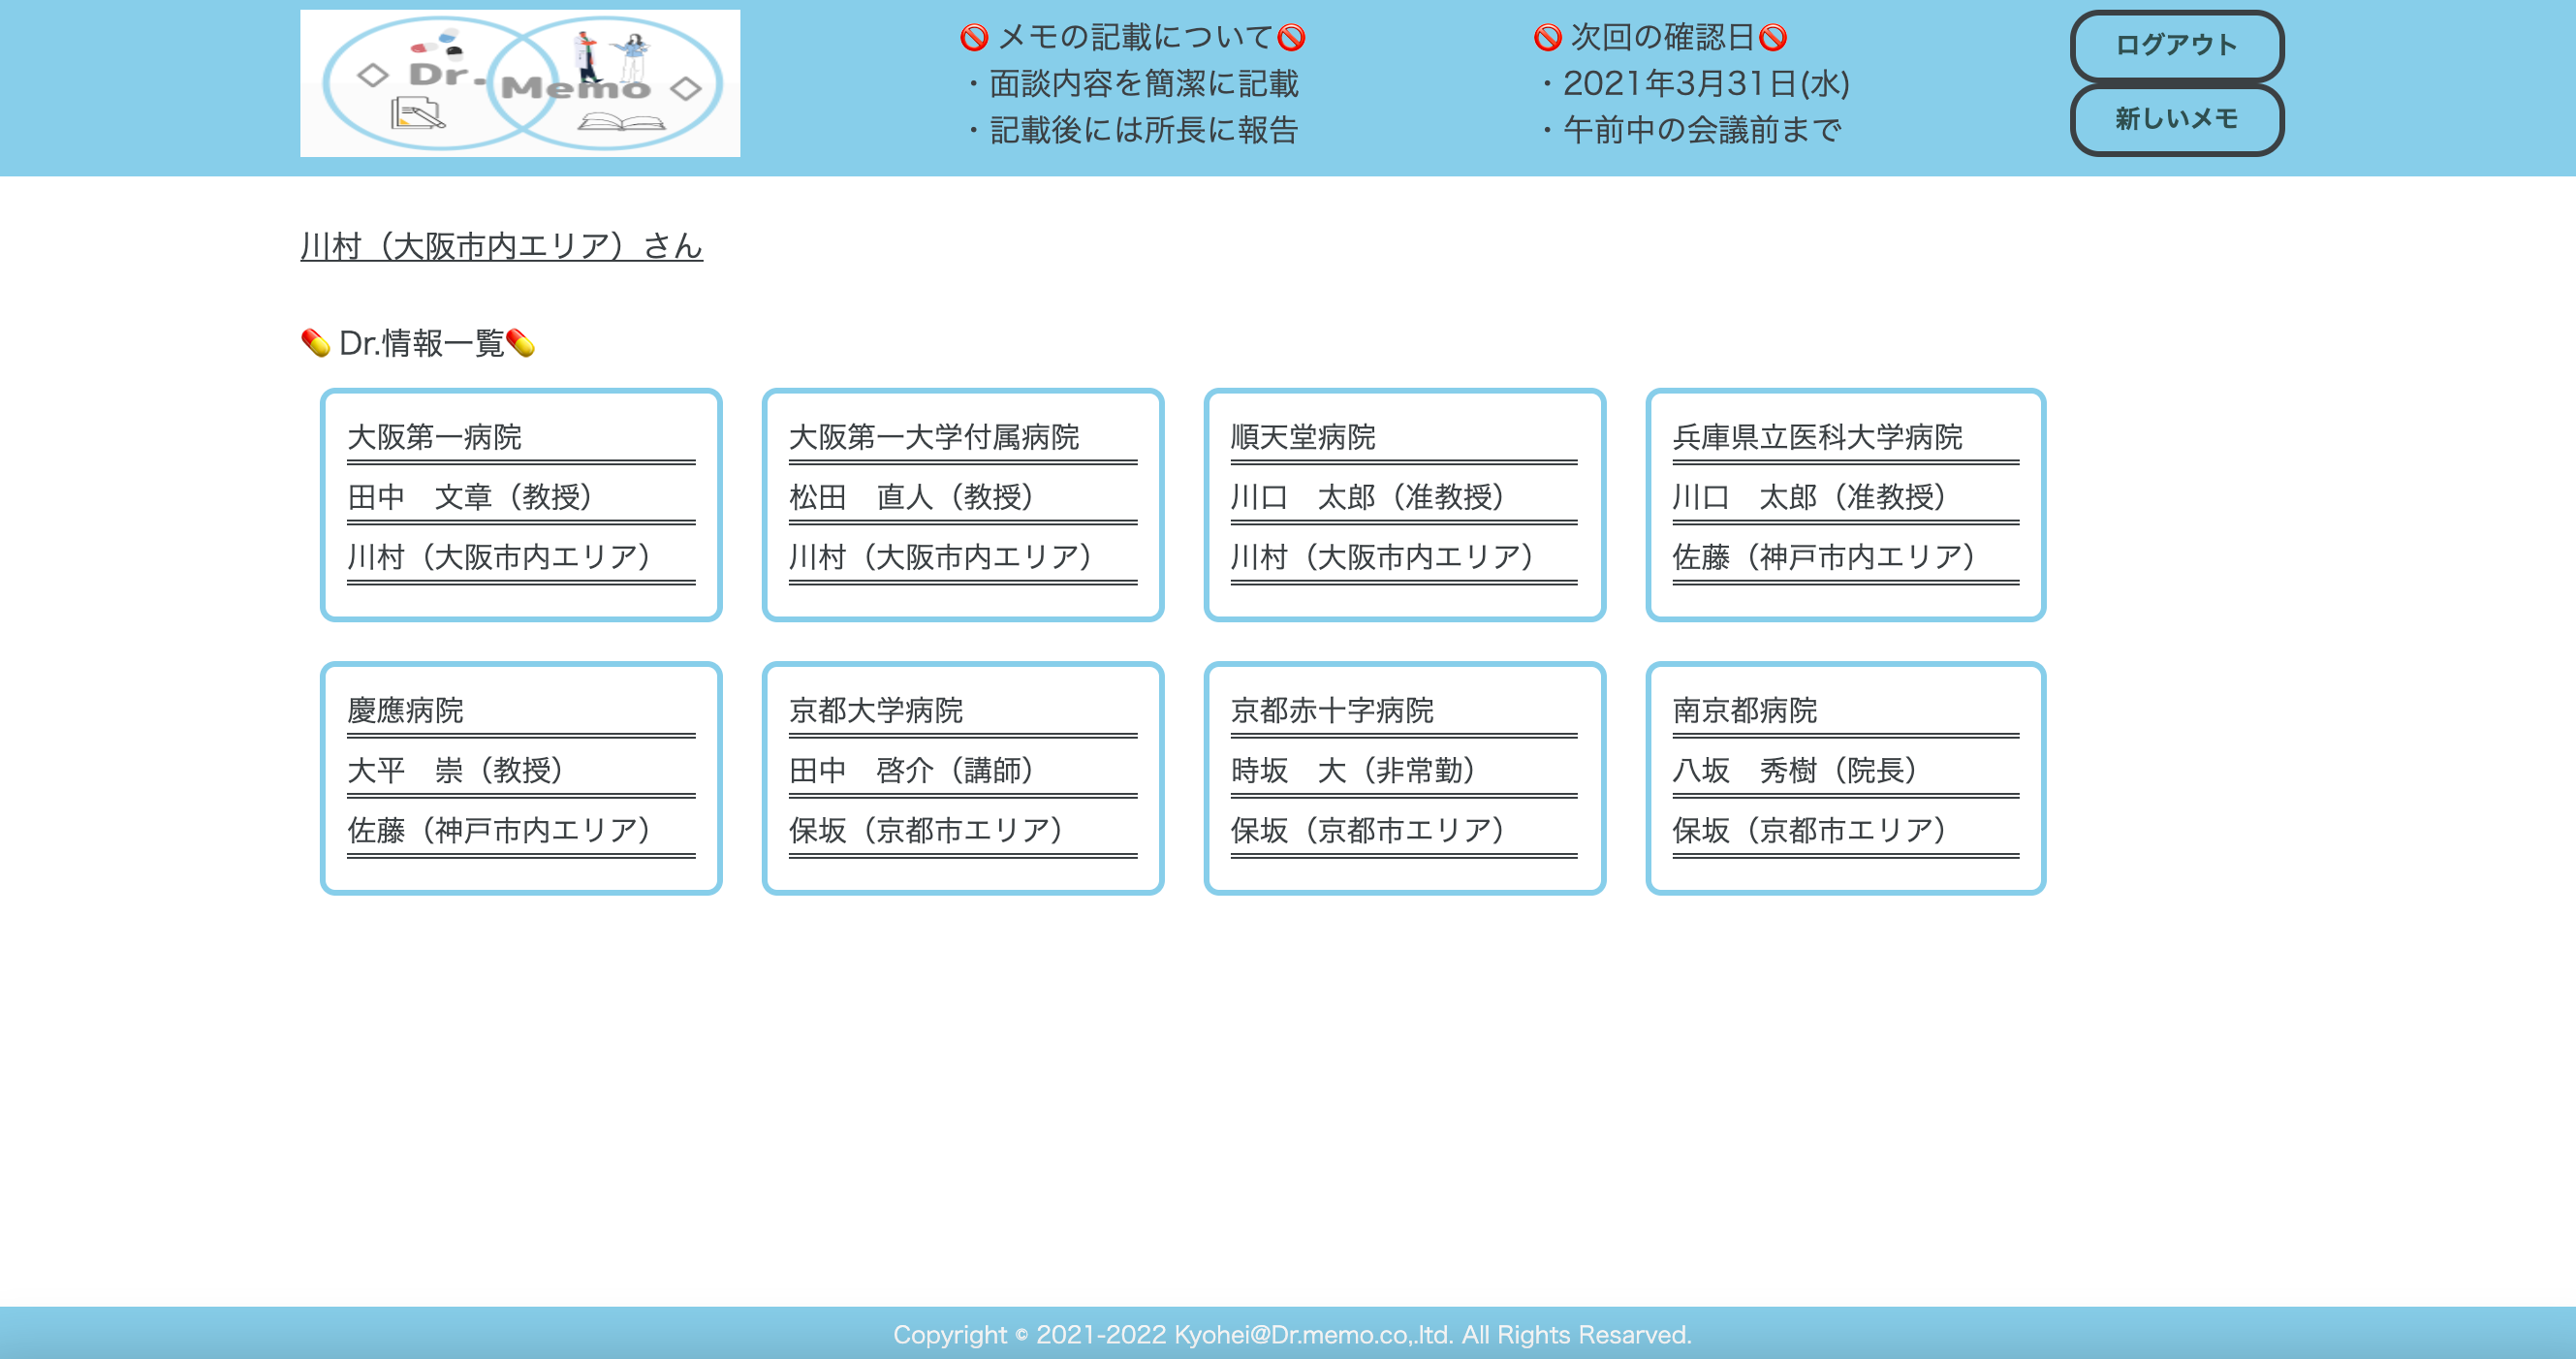 Dr. Memo
🚫 メモの記載について🚫
・面談内容を簡潔に記載
・記載後には所長に報告
🚫 次回の確認日🚫
・2021年3月31日(水)
・午前中の会議前まで
ログアウト
新しいメモ
川村（大阪市内エリア）さん
💊 Dr.情報一覧💊
大阪第一病院
田中　文章（教授）
川村（大阪市内エリア）
大阪第一大学付属病院
松田　直人（教授）
川村（大阪市内エリア）
順天堂病院
川口　太郎（准教授）
川村（大阪市内エリア）
兵庫県立医科大学病院
川口　太郎（准教授）
佐藤（神戸市内エリア）
慶應病院
大平　崇（教授）
佐藤（神戸市内エリア）
京都大学病院
田中　啓介（講師）
保坂（京都市エリア）
京都赤十字病院
時坂　大（非常勤）
保坂（京都市エリア）
南京都病院
八坂　秀樹（院長）
保坂（京都市エリア）
Copyright © 2021-2022 Kyohei@Dr.memo.co,.ltd. All Rights Resarved.